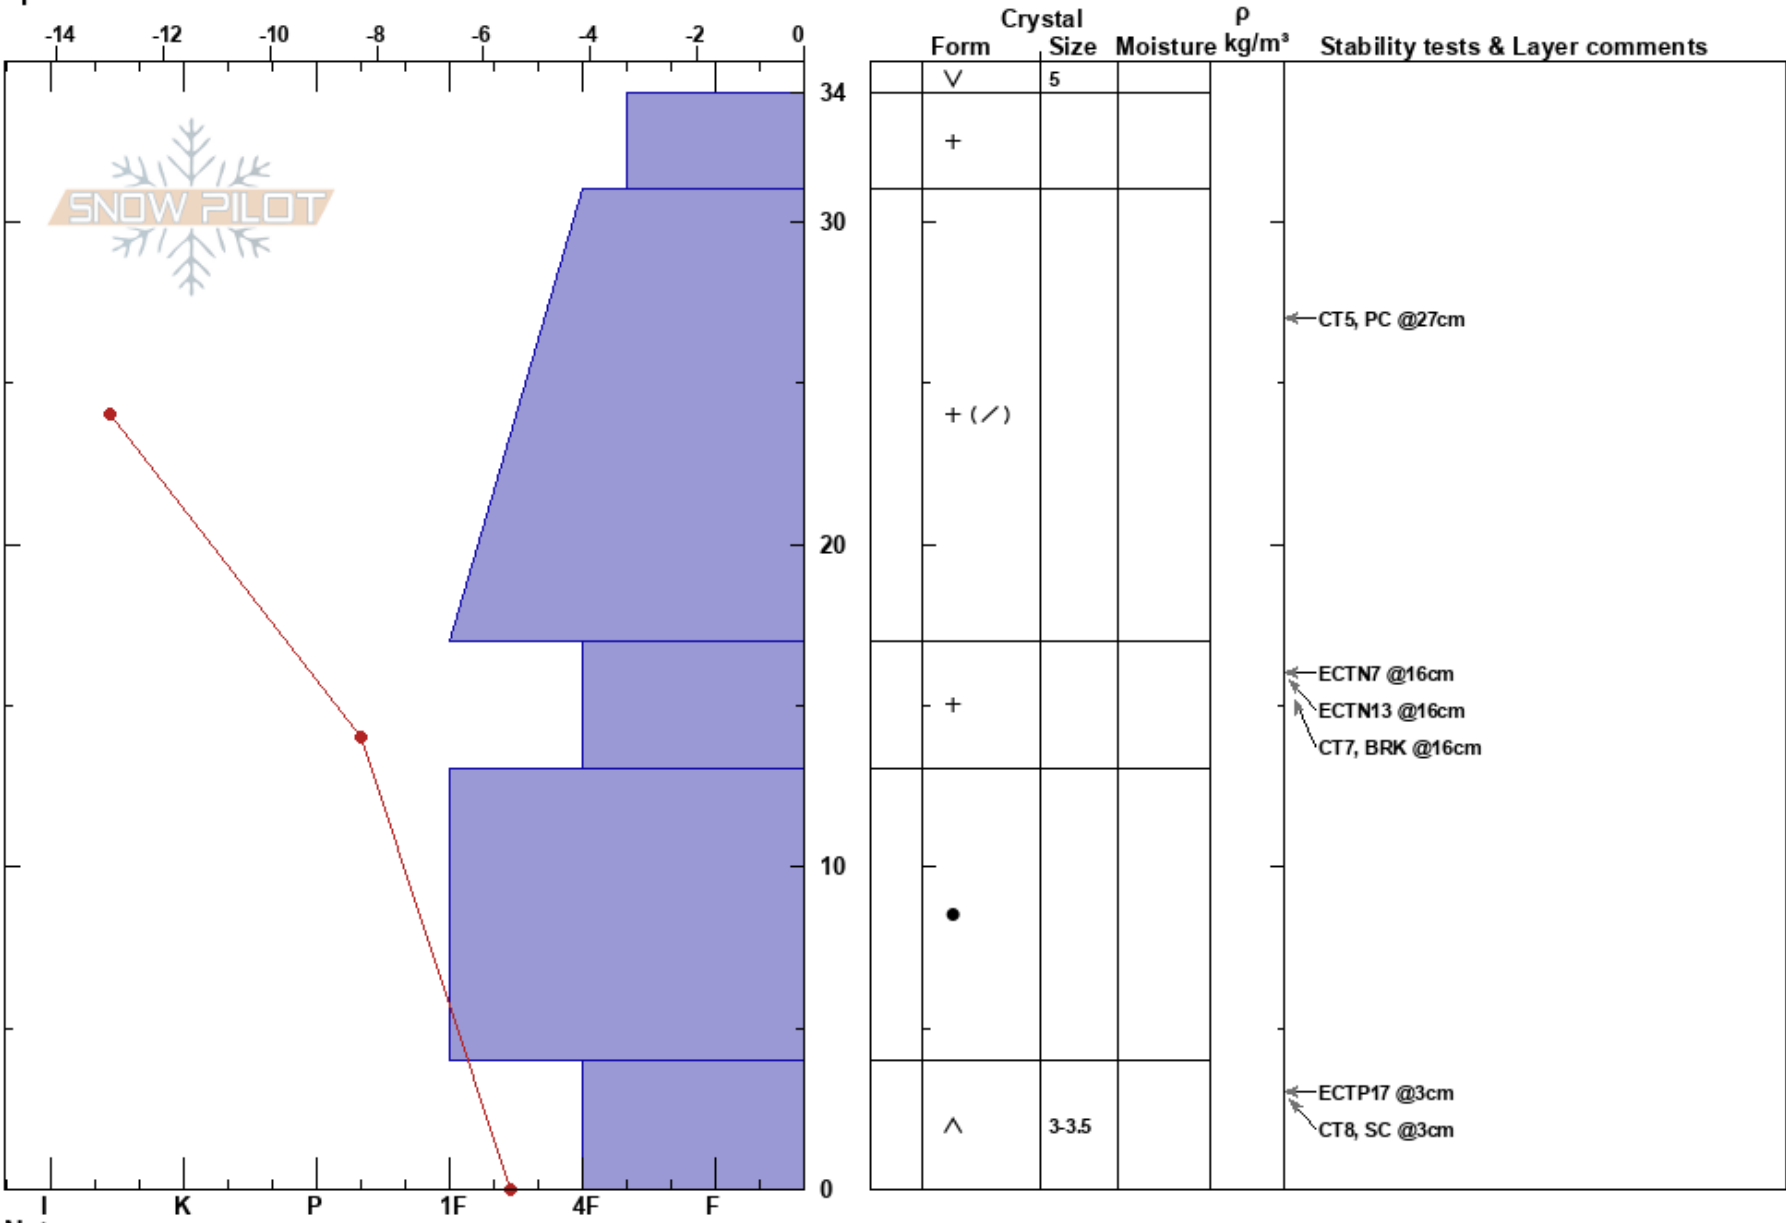 -14 -12 -10 -8 -6 -4 -2 0
Crystal ρ
Form Size Moisture kg/m³ Stability tests & Layer comments
34
5
+
SNOW PILOT
30
CT5, PC @27cm
+ (/)
20
ECTN7 @16cm
+
ECTN13 @16cm
CT7, BRK @16cm
10
ECTP17 @3cm
3-3.5
CT8, SC @3cm
0
I K P 1F 4F F